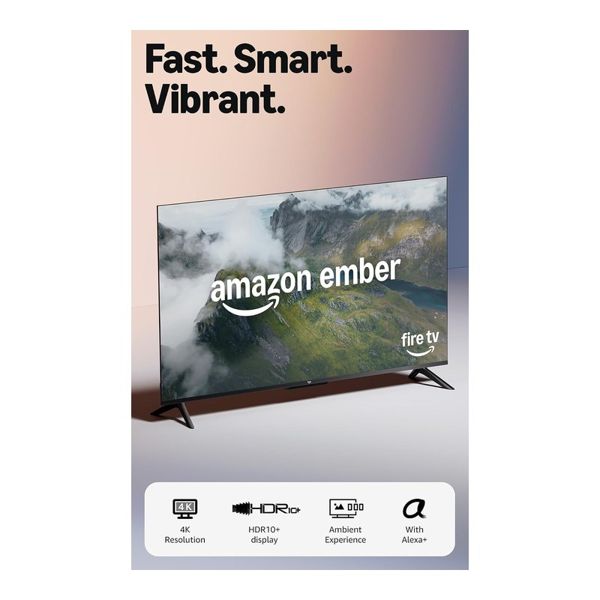 Fast. Smart.
Vibrant.
amazon ember
fire tv
4K
HDR10+
4K
Resolution
HDR10+
display
Ambient
Experience
With
Alexa+